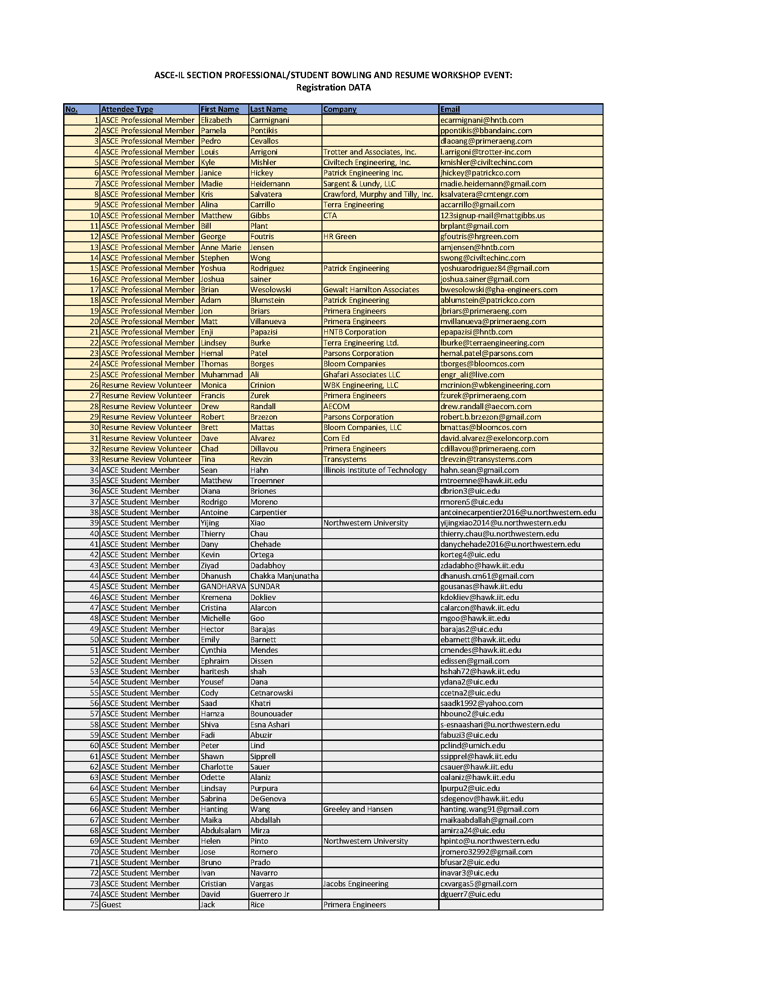 ASCE-IL SECTION PROFESSIONAL/STUDENT BOWLING AND RESUME WORKSHOP EVENT:
Registration DATA
No. Attendee Type First Name Last Name Company Email
1 ASCE Professional Member Elizabeth Carmignani ecarmignani@hntb.com
2 ASCE Professional Member Pamela Pontikis ppontikis@bbandainc.com
3 ASCE Professional Member Pedro Cevallos dlaoang@primeraeng.com
4 ASCE Professional Member Louis Arrigoni Trotter and Associates, Inc. l.arrigoni@trotter-inc.com
5 ASCE Professional Member Kyle Mishler Civiltech Engineering, Inc. kmishler@civiltechinc.com
6 ASCE Professional Member Janice Hickey Patrick Engineering Inc. jhickey@patrickco.com
7 ASCE Professional Member Madie Heidemann Sargent & Lundy, LLC madie.heidemann@gmail.com
8 ASCE Professional Member Kris Salvatera Crawford, Murphy and Tilly, Inc. ksalvatera@cmtengr.com
9 ASCE Professional Member Alina Carrillo Terra Engineering accarrillo@gmail.com
10 ASCE Professional Member Matthew Gibbs CTA 123signup-mail@mattgibbs.us
11 ASCE Professional Member Bill Plant brplant@gmail.com
12 ASCE Professional Member George Foutris HR Green gfoutris@hrgreen.com
13 ASCE Professional Member Anne Marie Jensen amjensen@hntb.com
14 ASCE Professional Member Stephen Wong swong@civiltechinc.com
15 ASCE Professional Member Yoshua Rodriguez Patrick Engineering yoshuarodriguez84@gmail.com
16 ASCE Professional Member Joshua sainer joshua.sainer@gmail.com
17 ASCE Professional Member Brian Wesolowski Gewalt Hamilton Associates bwesolowski@gha-engineers.com
18 ASCE Professional Member Adam Blumstein Patrick Engineering ablumstein@patrickco.com
19 ASCE Professional Member Jon Briars Primera Engineers jbriars@primeraeng.com
20 ASCE Professional Member Matt Villanueva Primera Engineers mvillanueva@primeraeng.com
21 ASCE Professional Member Enji Papazisi HNTB Corporation epapazisi@hntb.com
22 ASCE Professional Member Lindsey Burke Terra Engineering Ltd. lburke@terraengineering.com
23 ASCE Professional Member Hemal Patel Parsons Corporation hemal.patel@parsons.com
24 ASCE Professional Member Thomas Borges Bloom Companies tborges@bloomcos.com
25 ASCE Professional Member Muhammad Ali Ghafari Associates LLC engr_ali@live.com
26 Resume Review Volunteer Monica Crinion WBK Engineering, LLC mcrinion@wbkengineering.com
27 Resume Review Volunteer Francis Zurek Primera Engineers fzurek@primeraeng.com
28 Resume Review Volunteer Drew Randall AECOM drew.randall@aecom.com
29 Resume Review Volunteer Robert Brzezon Parsons Corporation robert.b.brzezon@gmail.com
30 Resume Review Volunteer Brett Mattas Bloom Companies, LLC bmattas@bloomcos.com
31 Resume Review Volunteer Dave Alvarez Com Ed david.alvarez@exeloncorp.com
32 Resume Review Volunteer Chad Dillavou Primera Engineers cdillavou@primeraeng.com
33 Resume Review Volunteer Tina Revzin Transystems tlrevzin@transystems.com
34 ASCE Student Member Sean Hahn Illinois Institute of Technology hahn.sean@gmail.com
35 ASCE Student Member Matthew Troemner mtroemne@hawk.iit.edu
36 ASCE Student Member Diana Briones dbrion3@uic.edu
37 ASCE Student Member Rodrigo Moreno rmoren5@uic.edu
38 ASCE Student Member Antoine Carpentier antoinecarpentier2016@u.northwestern.edu
39 ASCE Student Member Yijing Xiao Northwestern University yijingxiao2014@u.northwestern.edu
40 ASCE Student Member Thierry Chau thierry.chau@u.northwestern.edu
41 ASCE Student Member Dany Chehade danychehade2016@u.northwestern.edu
42 ASCE Student Member Kevin Ortega korteg4@uic.edu
43 ASCE Student Member Ziyad Dadabhoy zdadabho@hawk.iit.edu
44 ASCE Student Member Dhanush Chakka Manjunatha dhanush.cm61@gmail.com
45 ASCE Student Member GANDHARVA SUNDAR gousanas@hawk.iit.edu
46 ASCE Student Member Kremena Dokliev kdokliev@hawk.iit.edu
47 ASCE Student Member Cristina Alarcon calarcon@hawk.iit.edu
48 ASCE Student Member Michelle Goo mgoo@hawk.iit.edu
49 ASCE Student Member Hector Barajas barajas2@uic.edu
50 ASCE Student Member Emily Barnett ebarnett@hawk.iit.edu
51 ASCE Student Member Cynthia Mendes cmendes@hawk.iit.edu
52 ASCE Student Member Ephraim Dissen edissen@gmail.com
53 ASCE Student Member haritesh shah hshah72@hawk.iit.edu
54 ASCE Student Member Yousef Dana ydana2@uic.edu
55 ASCE Student Member Cody Cetnarowski ccetna2@uic.edu
56 ASCE Student Member Saad Khatri saadk1992@yahoo.com
57 ASCE Student Member Hamza Bounouader hbouno2@uic.edu
58 ASCE Student Member Shiva Esna Ashari s-esnaashari@u.northwestern.edu
59 ASCE Student Member Fadi Abuzir fabuzi3@uic.edu
60 ASCE Student Member Peter Lind pclind@umich.edu
61 ASCE Student Member Shawn Sipprell ssipprel@hawk.iit.edu
62 ASCE Student Member Charlotte Sauer csauer@hawk.iit.edu
63 ASCE Student Member Odette Alaniz oalaniz@hawk.iit.edu
64 ASCE Student Member Lindsay Purpura lpurpu2@uic.edu
65 ASCE Student Member Sabrina DeGenova sdegenov@hawk.iit.edu
66 ASCE Student Member Hanting Wang Greeley and Hansen hanting.wang91@gmail.com
67 ASCE Student Member Maika Abdallah maikaabdallah@gmail.com
68 ASCE Student Member Abdulsalam Mirza amirza24@uic.edu
69 ASCE Student Member Helen Pinto Northwestern University hpinto@u.northwestern.edu
70 ASCE Student Member Jose Romero jromero32992@gmail.com
71 ASCE Student Member Bruno Prado bfusar2@uic.edu
72 ASCE Student Member Ivan Navarro inavar3@uic.edu
73 ASCE Student Member Cristian Vargas Jacobs Engineering cxvargas5@gmail.com
74 ASCE Student Member David Guerrero Jr dguerr7@uic.edu
75 Guest Jack Rice Primera Engineers